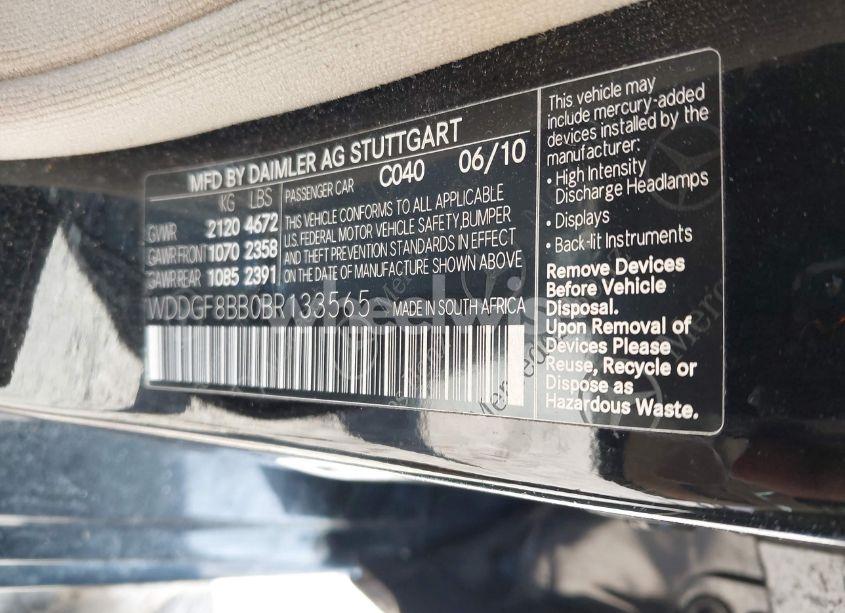 MFD BY DAIMLER AG STUTTGART
KG LBS PASSENGER CAR C040 06/10
GVWR 2120 4672
GAWR FRONT 1070 2358
GAWR REAR 1085 2391
THIS VEHICLE CONFORMS TO ALL APPLICABLE
U.S. FEDERAL MOTOR VEHICLE SAFETY, BUMPER
AND THEFT PREVENTION STANDARDS IN EFFECT
ON THE DATE OF MANUFACTURE SHOWN ABOVE
WDDGF8BB0BR133565 MADE IN SOUTH AFRICA
This vehicle may
include mercury-added
devices installed by the
manufacturer:
• High Intensity
Discharge Headlamps
• Displays
• Back-lit Instruments
Remove Devices
Before Vehicle
Disposal.
Upon Removal of
Devices Please
Reuse, Recycle or
Dispose as
Hazardous Waste.